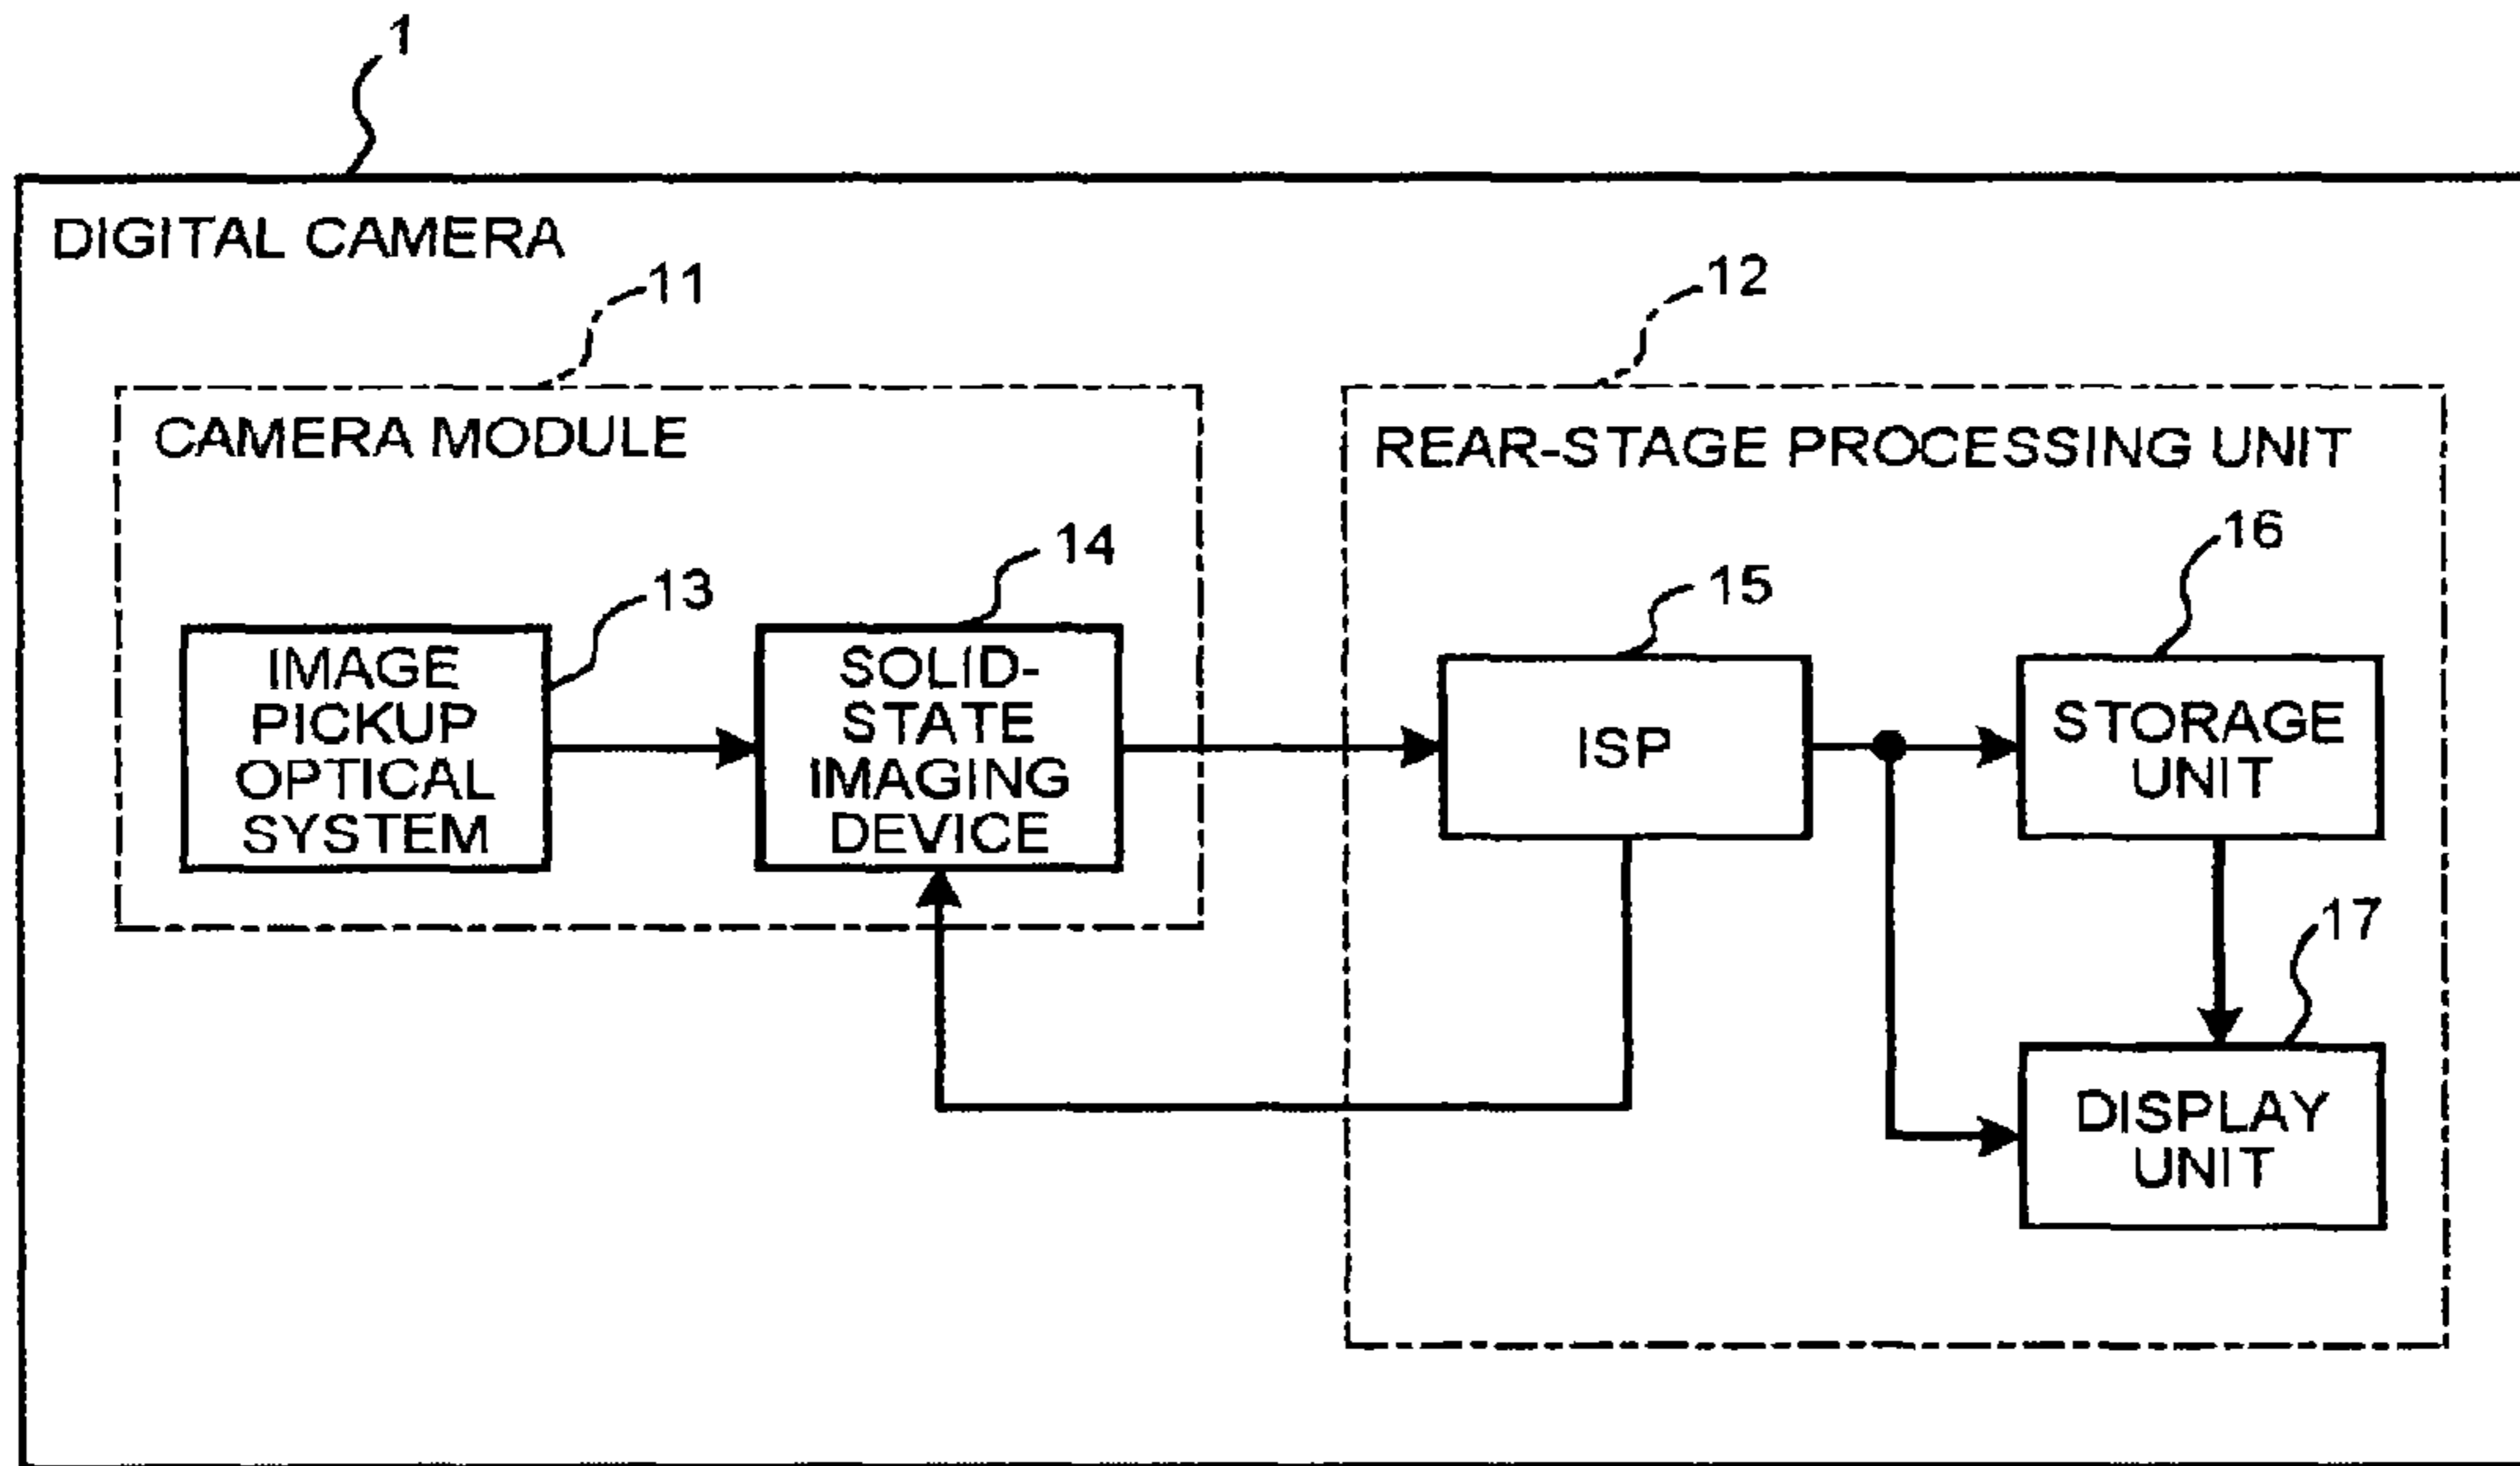 1
DIGITAL CAMERA
11
12
CAMERA MODULE
REAR-STAGE PROCESSING UNIT
13
14
15
16
IMAGE
PICKUP
OPTICAL
SYSTEM
SOLID-
STATE
IMAGING
DEVICE
ISP
STORAGE
UNIT
17
DISPLAY
UNIT